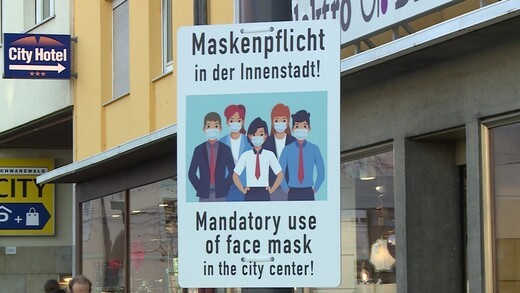 City Hotel
Maskenpflicht
in der Innenstadt!
SCHWARZWALD
CITY
+
Mandatory use
of face mask
in the city center!